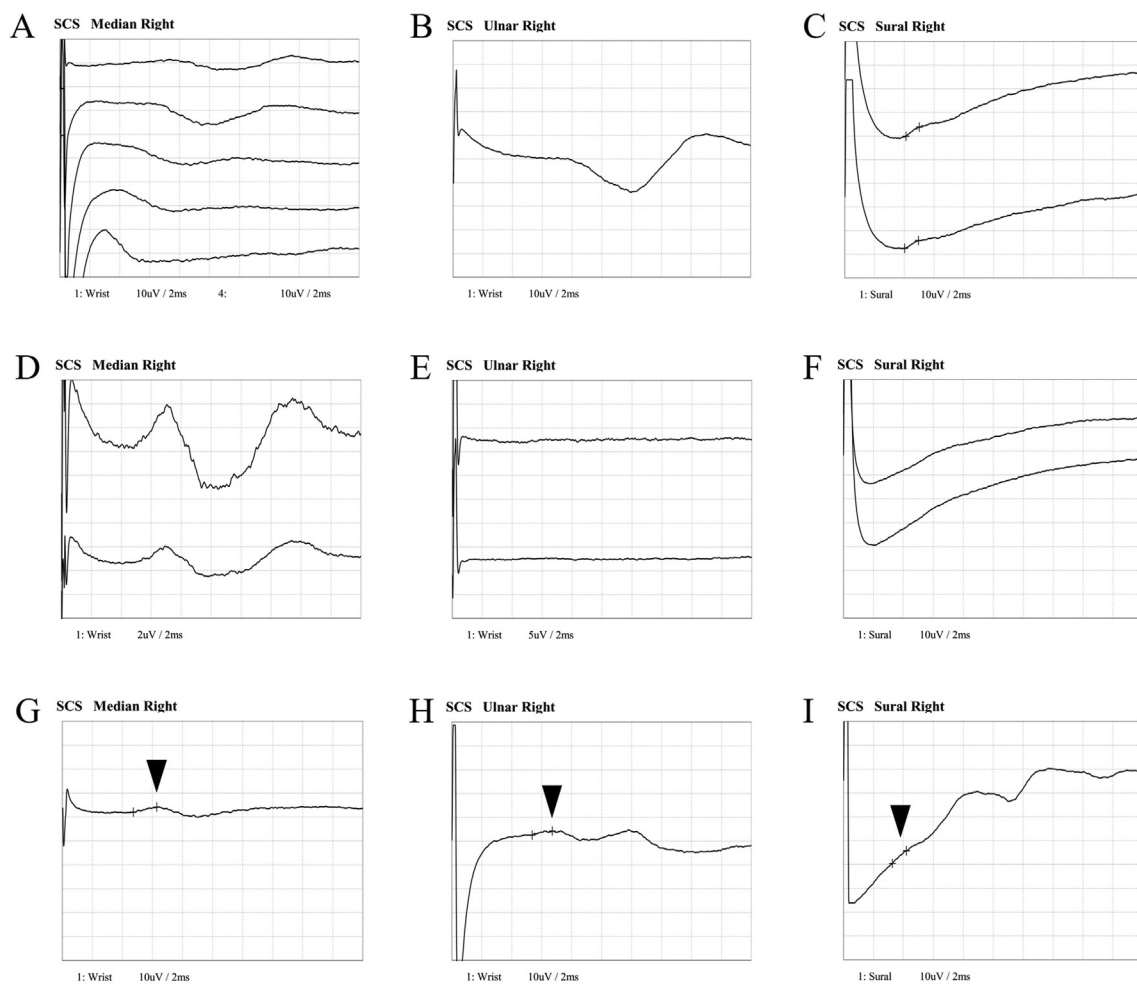 A SCS Median Right
1: Wrist 10uV / 2ms 4: 10uV / 2ms
B SCS Ulnar Right
1: Wrist 10uV / 2ms
C SCS Sural Right
1: Sural 10uV / 2ms
D SCS Median Right
1: Wrist 2uV / 2ms
E SCS Ulnar Right
1: Wrist 5uV / 2ms
F SCS Sural Right
1: Sural 10uV / 2ms
G SCS Median Right
1: Wrist 10uV / 2ms
H SCS Ulnar Right
1: Wrist 10uV / 2ms
I SCS Sural Right
1: Sural 10uV / 2ms